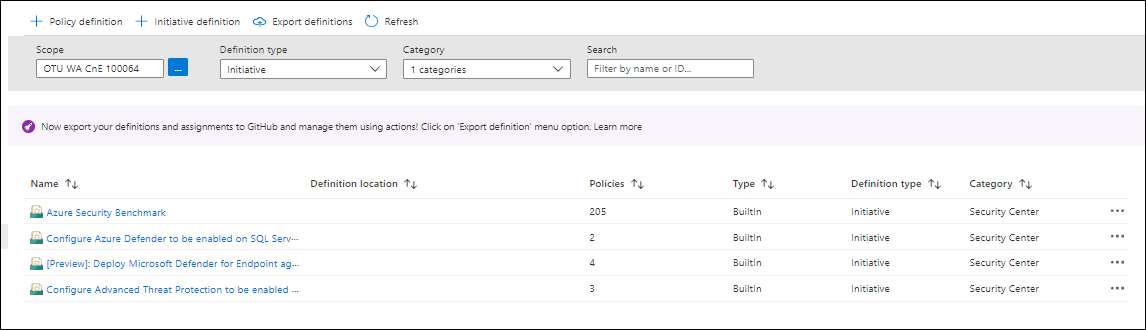 Policy definition Initiative definition Export definitions Refresh
Scope Definition type Category Search
OTU WA CnE 100064 ... Initiative 1 categories Filter by name or ID...
Now export your definitions and assignments to GitHub and manage them using actions! Click on 'Export definition' menu option. Learn more
Name Definition location Policies Type Definition type Category
Azure Security Benchmark 205 BuiltIn Initiative Security Center
Configure Azure Defender to be enabled on SQL Serv... 2 BuiltIn Initiative Security Center
[Preview]: Deploy Microsoft Defender for Endpoint ag... 4 BuiltIn Initiative Security Center
Configure Advanced Threat Protection to be enabled ... 3 BuiltIn Initiative Security Center